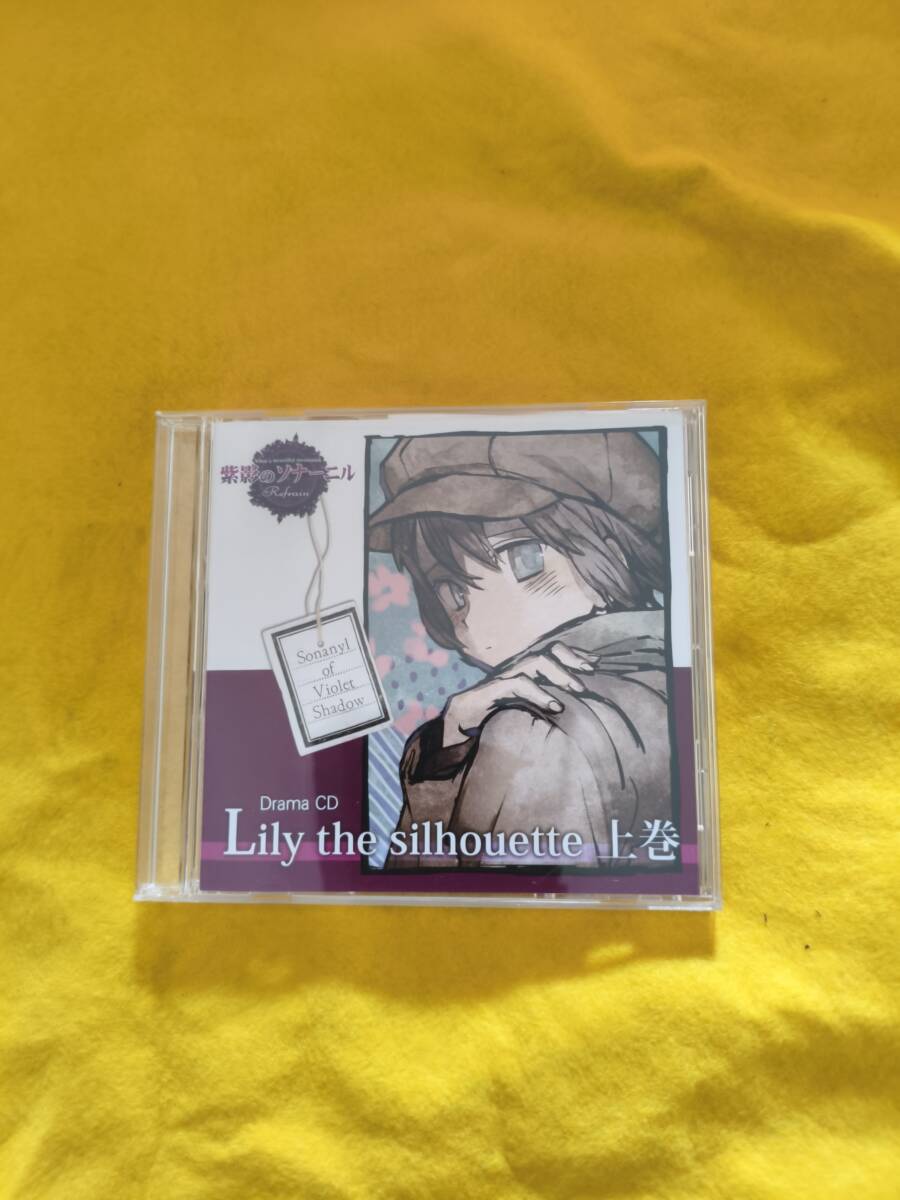 紫影のソナーニル
Refrain
Sonanyl
of
Violet
Shadow
Drama CD
Lily the silhouette 上巻